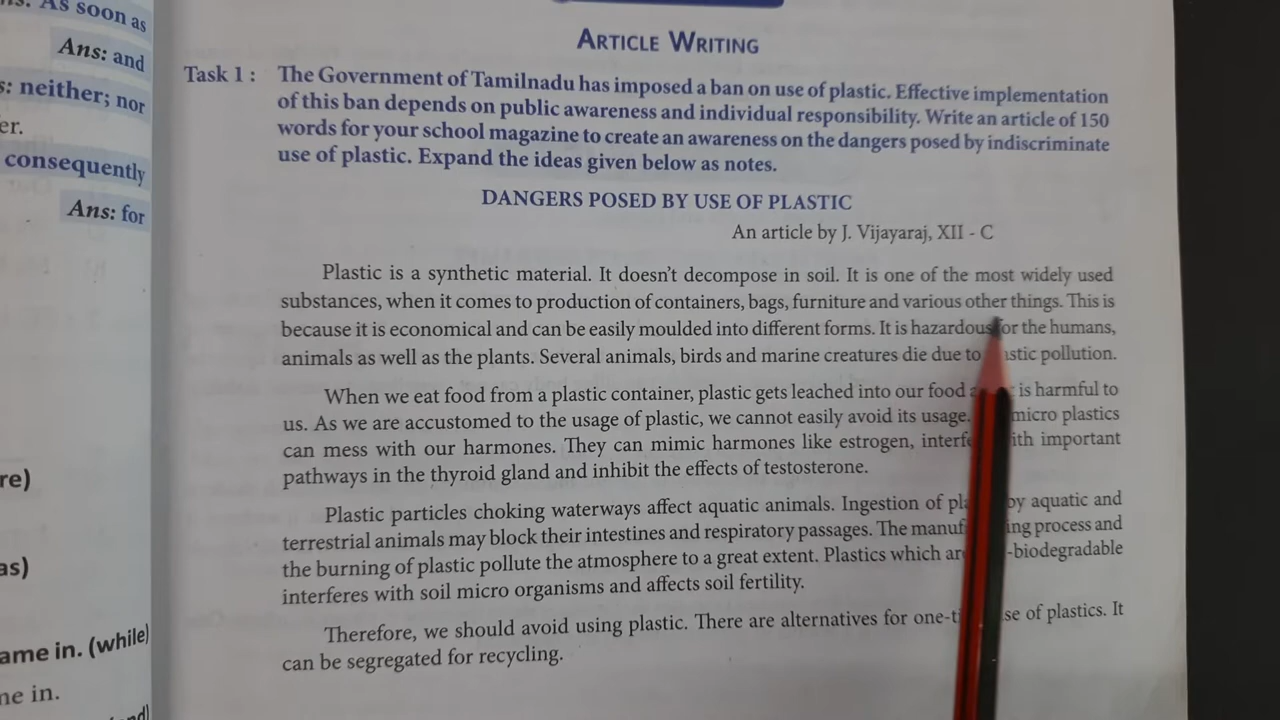 As soon as
Ans: and
s: neither; nor
er.
consequently
Ans: for
re)
as)
ame in. (while)
ne in.
ARTICLE WRITING
Task 1 : The Government of Tamilnadu has imposed a ban on use of plastic. Effective implementation
of this ban depends on public awareness and individual responsibility. Write an article of 150
words for your school magazine to create an awareness on the dangers posed by indiscriminate
use of plastic. Expand the ideas given below as notes.
DANGERS POSED BY USE OF PLASTIC
An article by J. Vijayaraj, XII - C
Plastic is a synthetic material. It doesn't decompose in soil. It is one of the most widely used
substances, when it comes to production of containers, bags, furniture and various other things. This is
because it is economical and can be easily moulded into different forms. It is hazardous for the humans,
animals as well as the plants. Several animals, birds and marine creatures die due to stic pollution.
When we eat food from a plastic container, plastic gets leached into our food is harmful to
us. As we are accustomed to the usage of plastic, we cannot easily avoid its usage. micro plastics
can mess with our harmones. They can mimic harmones like estrogen, interfe ith important
pathways in the thyroid gland and inhibit the effects of testosterone.
Plastic particles choking waterways affect aquatic animals. Ingestion of pla by aquatic and
terrestrial animals may block their intestines and respiratory passages. The manuf ing process and
the burning of plastic pollute the atmosphere to a great extent. Plastics which are -biodegradable
interferes with soil micro organisms and affects soil fertility.
Therefore, we should avoid using plastic. There are alternatives for one-ti se of plastics. It
can be segregated for recycling.